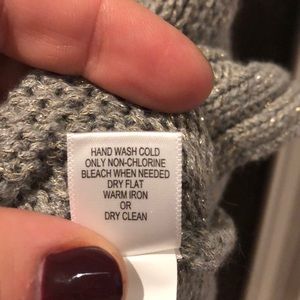 HAND WASH COLD
ONLY NON-CHLORINE
BLEACH WHEN NEEDED
DRY FLAT
WARM IRON
OR
DRY CLEAN